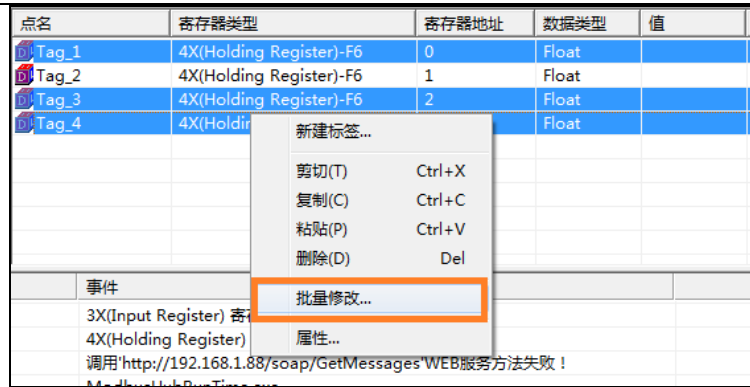 点名 寄存器类型 寄存器地址 数据类型 值
Tag_1 4X(Holding Register)-F6 0 Float
Tag_2 4X(Holding Register)-F6 1 Float
Tag_3 4X(Holding Register)-F6 2 Float
Tag_4 4X(Holdin Float
新建标签...
剪切(T) Ctrl+X
复制(C) Ctrl+C
粘贴(P) Ctrl+V
删除(D) Del
批量修改...
属性...
事件
3X(Input Register) 寄
4X(Holding Register)
调用'http://192.168.1.88/soap/GetMessages'WEB服务方法失败！
ModbusHubRunTime.exe